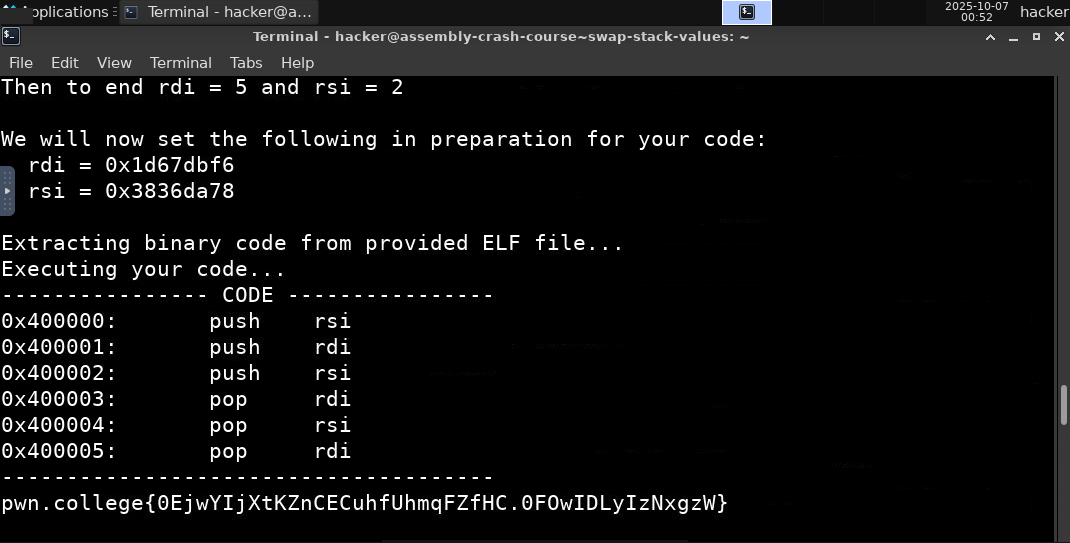 pplications
Terminal - hacker@a...
2025-10-07
00:52
hacker
Terminal - hacker@assembly-crash-course~swap-stack-values: ~
File Edit View Terminal Tabs Help
Then to end rdi = 5 and rsi = 2
We will now set the following in preparation for your code:
rdi = 0x1d67dbf6
rsi = 0x3836da78
Extracting binary code from provided ELF file...
Executing your code...
---------------- CODE ----------------
0x400000: push rsi
0x400001: push rdi
0x400002: push rsi
0x400003: pop rdi
0x400004: pop rsi
0x400005: pop rdi
--------------------------------------
pwn.college{0EjwYIjXtKZnCECuhfUhmqFZfHC.0FOwIDLyIzNxgzW}